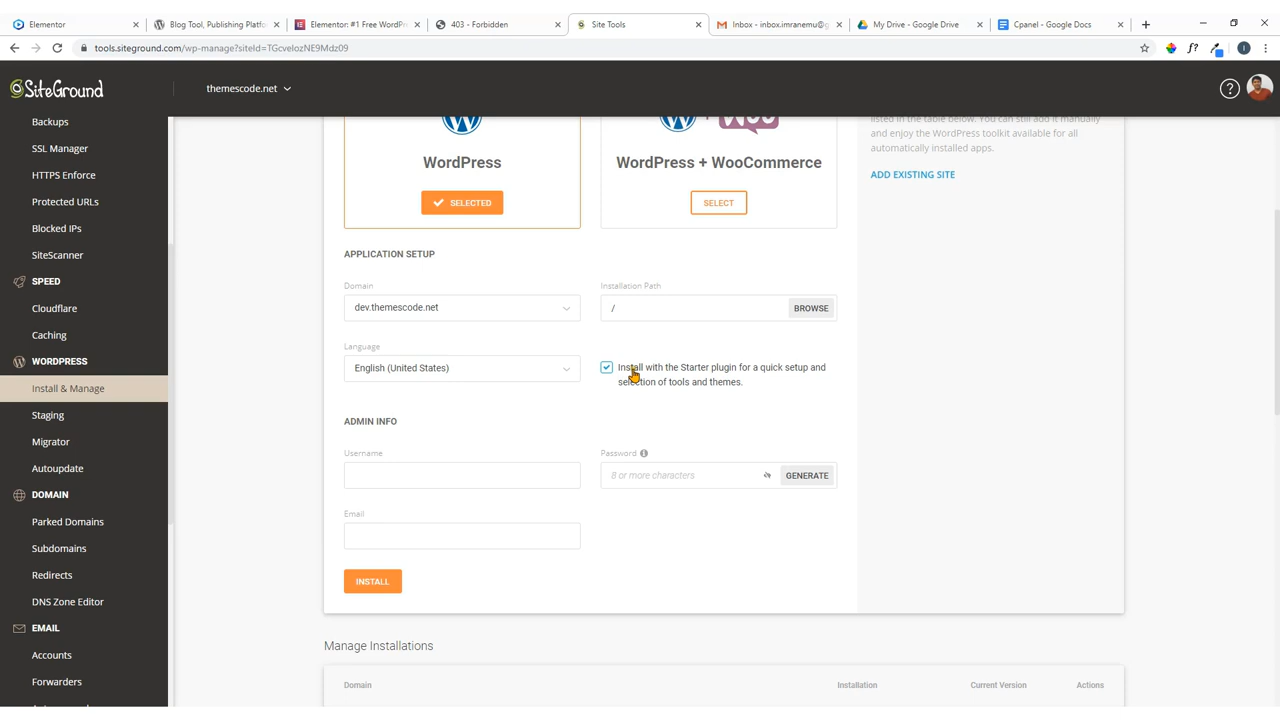 Elementor
Blog Tool, Publishing Platfo
Elementor: #1 Free WordPr
403 - Forbidden
Site Tools
Inbox - inbox.imranemu@g
My Drive - Google Drive
Cpanel - Google Docs
tools.siteground.com/wp-manage?siteId=TGcvelozNE9Mdz09
f?
I
SiteGround
themescode.net
?
Backups
SSL Manager
HTTPS Enforce
Protected URLs
Blocked IPs
SiteScanner
SPEED
Cloudflare
Caching
WORDPRESS
Install & Manage
Staging
Migrator
Autoupdate
DOMAIN
Parked Domains
Subdomains
Redirects
DNS Zone Editor
EMAIL
Accounts
Forwarders
WordPress
SELECTED
Woo
WordPress + WooCommerce
SELECT
listed in the table below. You can still add it manually
and enjoy the WordPress toolkit available for all
automatically installed apps.
ADD EXISTING SITE
APPLICATION SETUP
Domain
dev.themescode.net
Installation Path
/
BROWSE
Language
English (United States)
Install with the Starter plugin for a quick setup and
selection of tools and themes.
ADMIN INFO
Username
Password
8 or more characters
GENERATE
Email
INSTALL
Manage Installations
Domain
Installation
Current Version
Actions